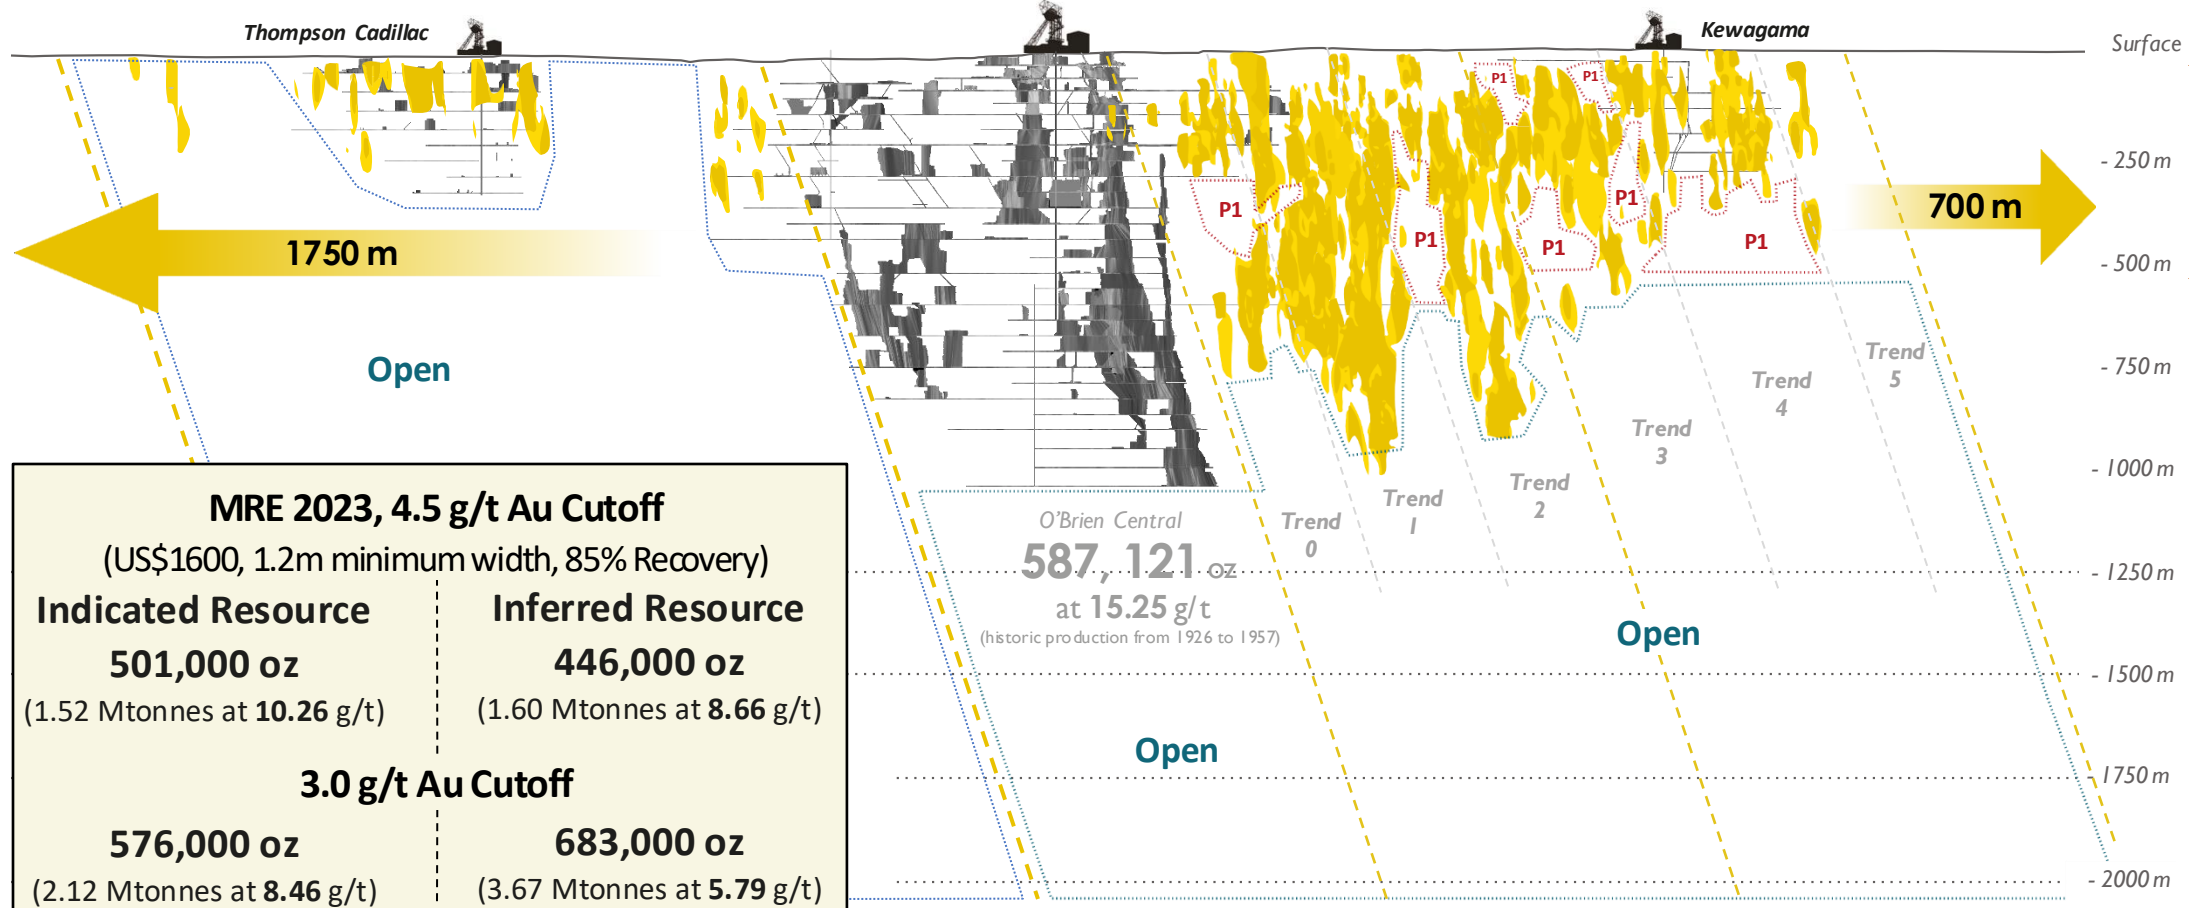 Thompson Cadillac
Kewagama
Surface
P1
P1
- 250 m
P1
P1
700 m
P1
P1
P1
1750 m
- 500 m
Open
Trend
5
- 750 m
Trend
4
Trend
3
- 1000 m
Trend
2
Trend
1
Trend
0
O'Brien Central
587, 121 oz
at 15.25 g/t
(historic production from 1926 to 1957)
- 1250 m
Open
- 1500 m
Open
- 1750 m
- 2000 m
MRE 2023, 4.5 g/t Au Cutoff
(US$1600, 1.2m minimum width, 85% Recovery)
Indicated Resource
Inferred Resource
501,000 oz
446,000 oz
(1.52 Mtonnes at 10.26 g/t)
(1.60 Mtonnes at 8.66 g/t)
3.0 g/t Au Cutoff
576,000 oz
683,000 oz
(2.12 Mtonnes at 8.46 g/t)
(3.67 Mtonnes at 5.79 g/t)